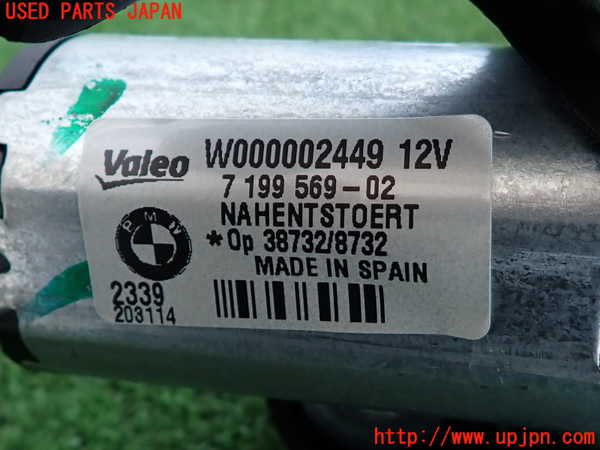 USED PARTS JAPAN
Valeo W000002449 12V
7 199 569-02
NAHENTSTOERT
*Op 38732/8732
MADE IN SPAIN
BMW
2339
203114
http://www.upjpn.com/